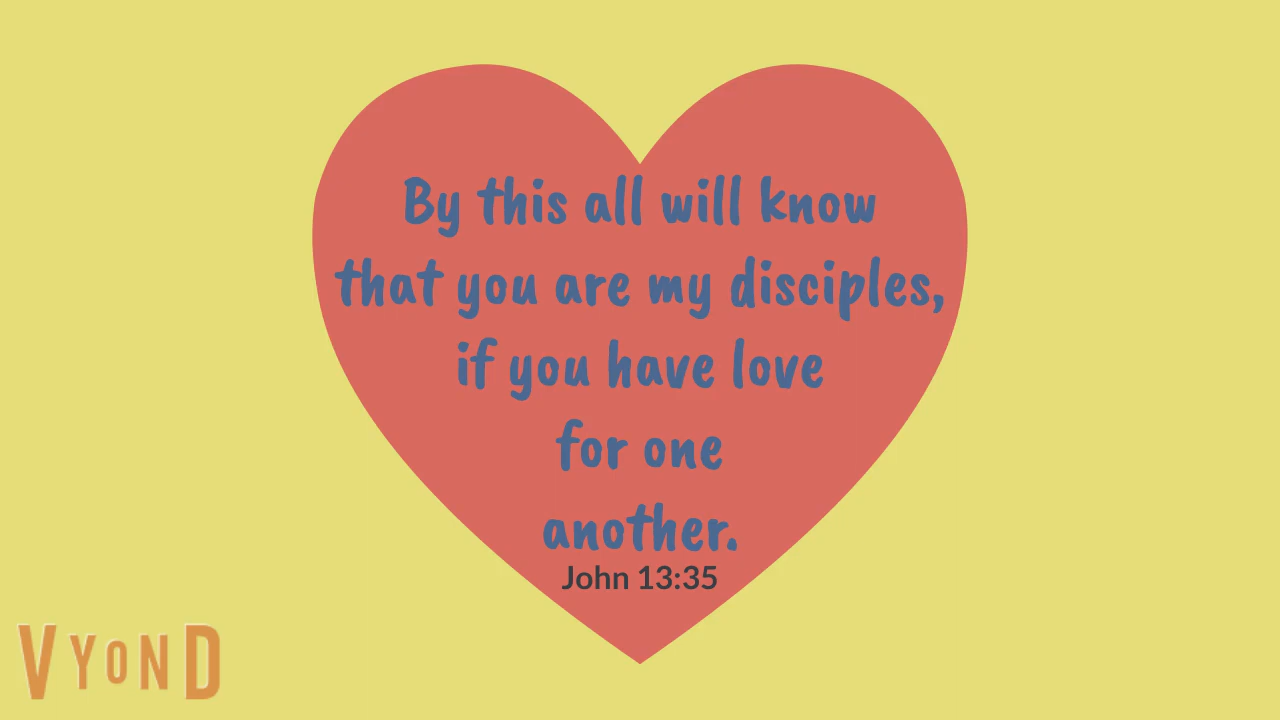 By this all will know
that you are my disciples,
if you have love
for one
another.
John 13:35
VYOND